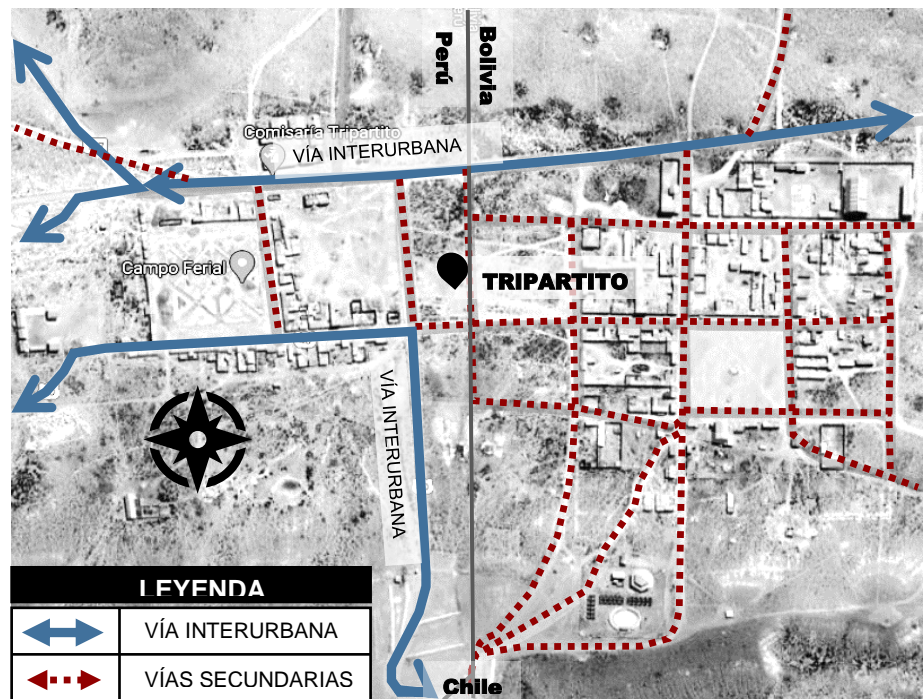 Perú
Bolivia
Comisaría Tripartito
VÍA INTERURBANA
Campo Ferial
TRIPARTITO
VÍA INTERURBANA
LEYENDA
VÍA INTERURBANA
VÍAS SECUNDARIAS
Chile